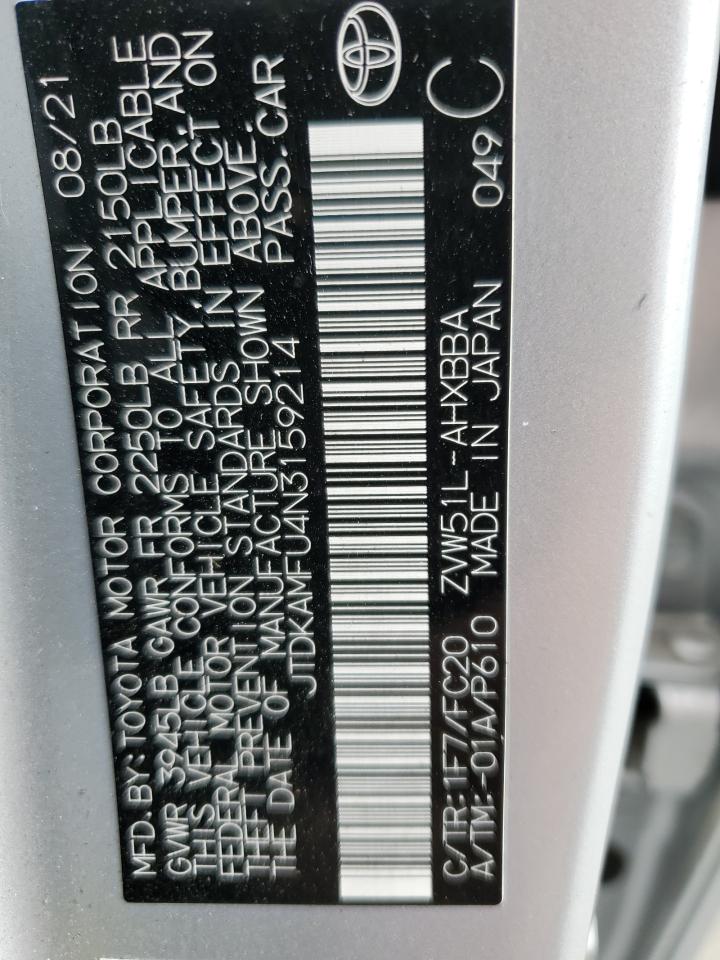 MFD. BY: TOYOTA MOTOR CORPORATION 08/21
GVWR 3945LB GAWR FR 2250LB RR 2150LB
THIS VEHICLE CONFORMS TO ALL APPLICABLE
FEDERAL MOTOR VEHICLE SAFETY, BUMPER, AND
THEFT PREVENTION STANDARDS IN EFFECT ON
THE DATE OF MANUFACTURE SHOWN ABOVE.
JTDKAMFU4N3159214 PASS. CAR
C/TR: 1F7/FC20 ZVW51L-AHXBBA
A/TM: -01A/P610 MADE IN JAPAN 049 C